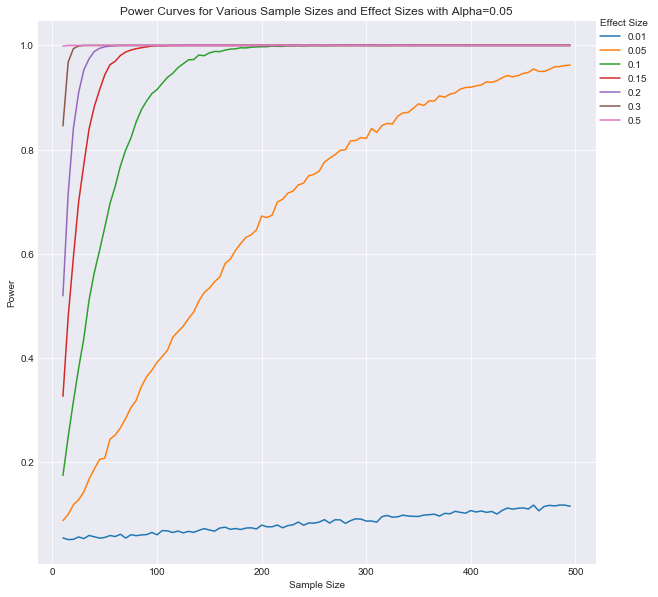 Power Curves for Various Sample Sizes and Effect Sizes with Alpha=0.05
Effect Size
0.01
0.05
0.1
0.15
0.2
0.3
0.5
Power
1.0
0.8
0.6
0.4
0.2
0 100 200 300 400 500
Sample Size